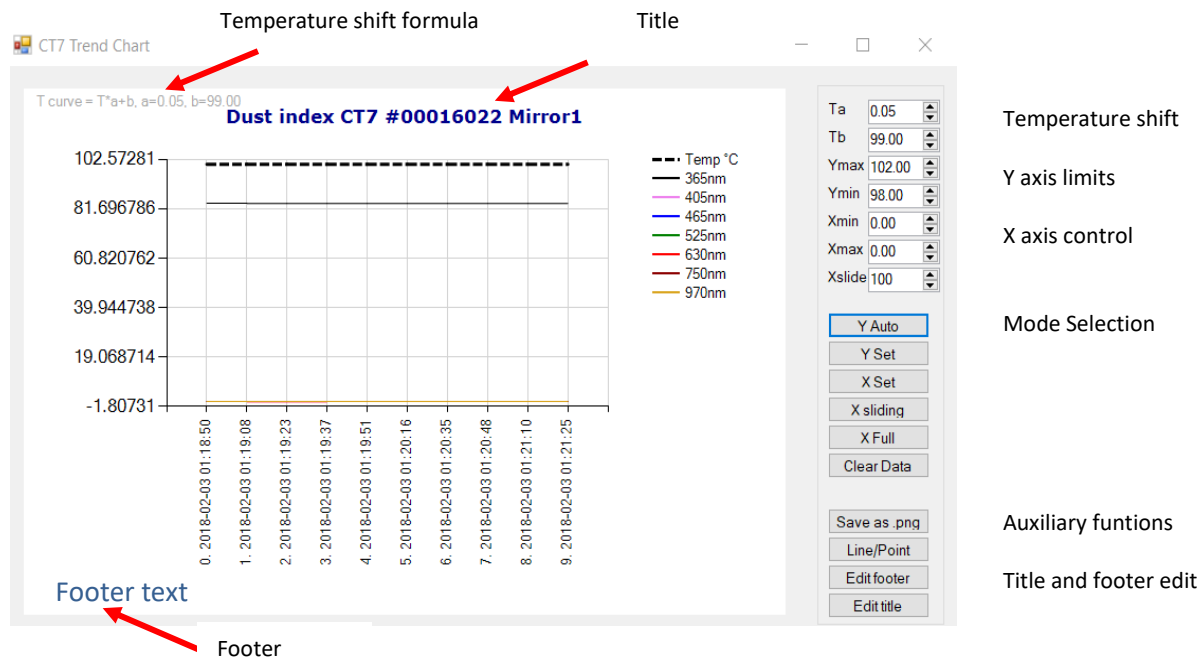 Temperature shift formula
Title
CT7 Trend Chart
T curve = T*a+b, a=0.05, b=99.00
Dust index CT7 #00016022 Mirror1
102.57281
81.696786
60.820762
39.944738
19.068714
-1.80731
0. 2018-02-03 01:18:50
1. 2018-02-03 01:19:08
2. 2018-02-03 01:19:23
3. 2018-02-03 01:19:37
4. 2018-02-03 01:19:51
5. 2018-02-03 01:20:16
6. 2018-02-03 01:20:35
7. 2018-02-03 01:20:48
8. 2018-02-03 01:21:10
9. 2018-02-03 01:21:25
Temp °C
365nm
405nm
465nm
525nm
630nm
750nm
970nm
Ta 0.05
Tb 99.00
Ymax 102.00
Ymin 98.00
Xmin 0.00
Xmax 0.00
Xslide 100
Y Auto
Y Set
X Set
X sliding
X Full
Clear Data
Save as .png
Line/Point
Edit footer
Edit title
Temperature shift
Y axis limits
X axis control
Mode Selection
Auxiliary funtions
Title and footer edit
Footer text
Footer